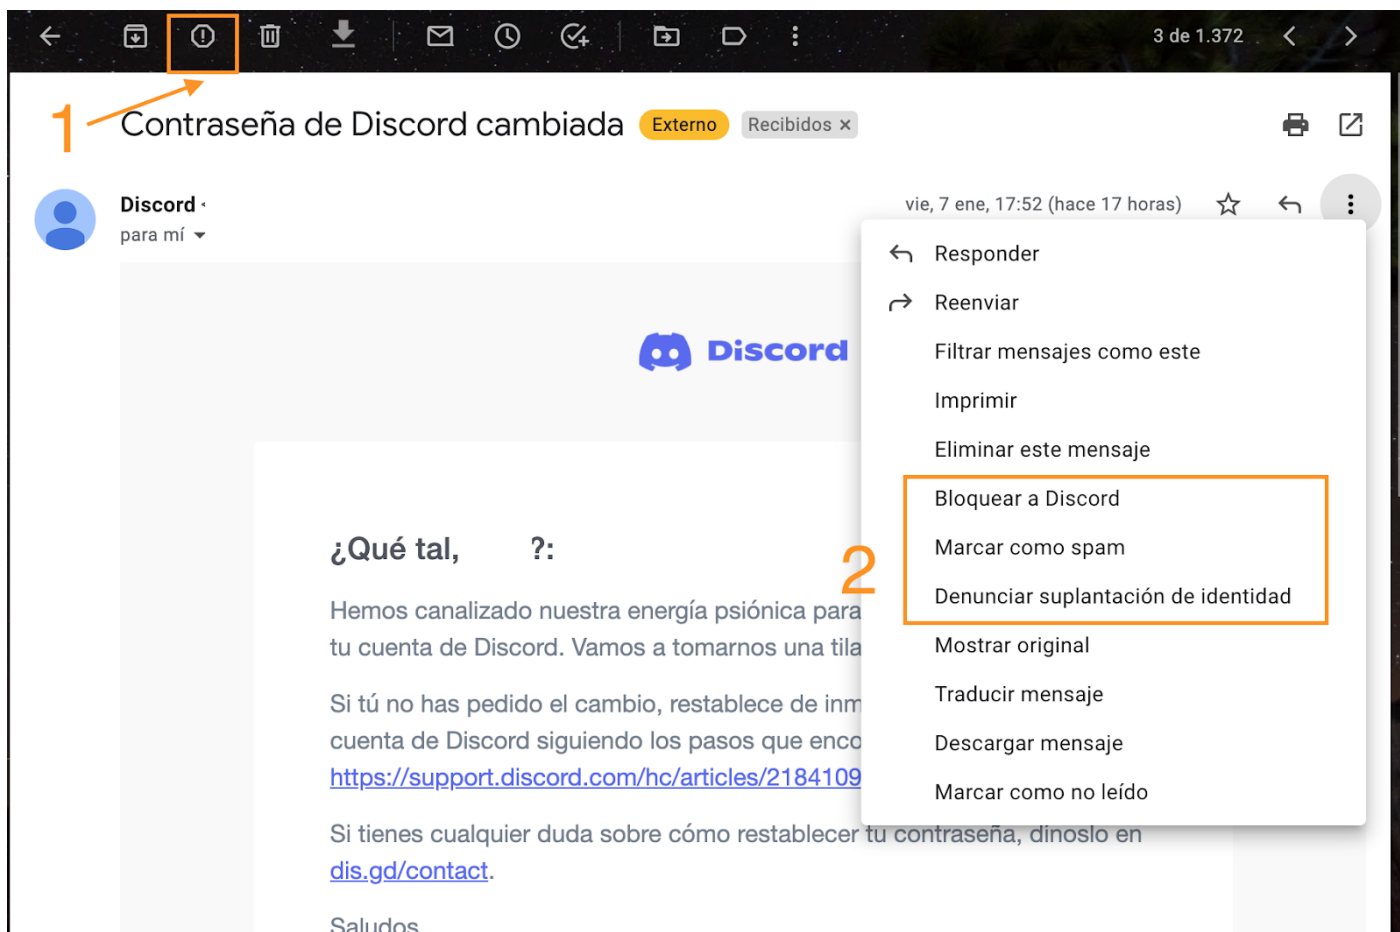 3 de 1.372
1
Contraseña de Discord cambiada Externo Recibidos ×
Discord
vie, 7 ene, 17:52 (hace 17 horas)
para mí
Responder
Reenviar
Filtrar mensajes como este
Imprimir
Eliminar este mensaje
Bloquear a Discord
Marcar como spam
Denunciar suplantación de identidad
Mostrar original
Traducir mensaje
Descargar mensaje
Marcar como no leído
2
Discord
¿Qué tal, ?:
Hemos canalizado nuestra energía psiónica para
tu cuenta de Discord. Vamos a tomarnos una tila
Si tú no has pedido el cambio, restablece de inm
cuenta de Discord siguiendo los pasos que enco
https://support.discord.com/hc/articles/2184109
Si tienes cualquier duda sobre cómo restablecer tu contraseña, dínoslo en
dis.gd/contact.
Saludos